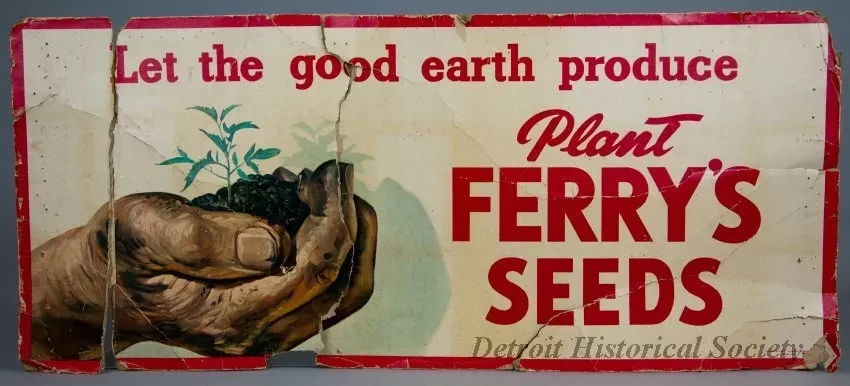 Let the good earth produce
Plant
FERRY'S
SEEDS
Detroit Historical Society